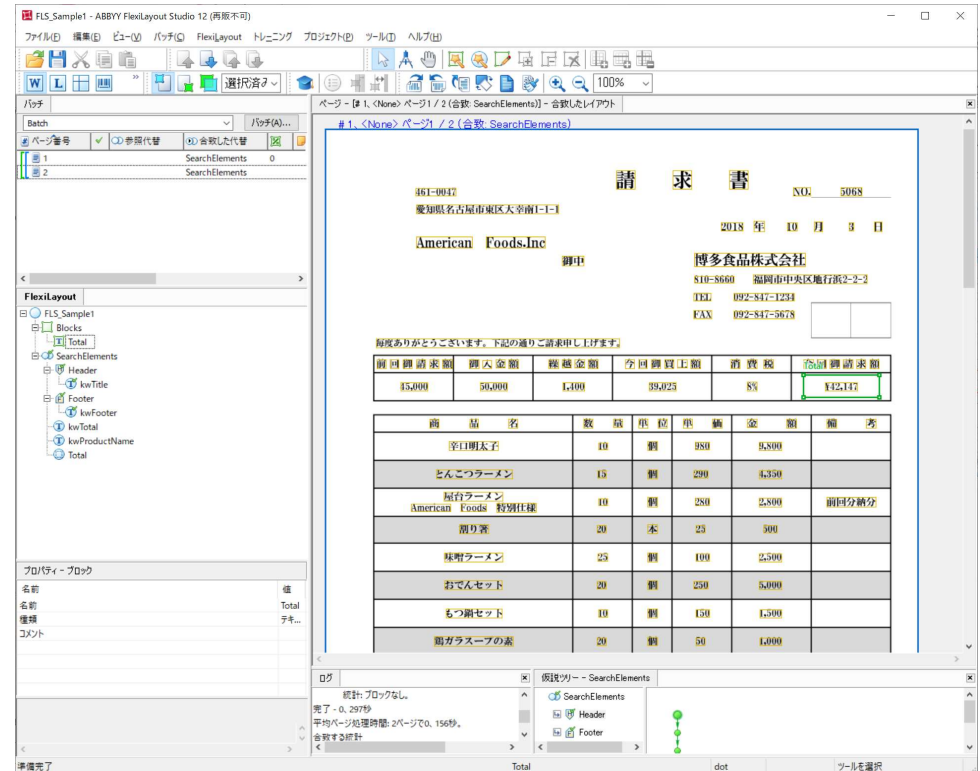 FLS_Sample1 - ABBYY FlexiLayout Studio 12 (再販不可)
ファイル(F) 編集(E) ビュー(V) バッチ(C) FlexiLayout トレーニング プロジェクト(P) ツール(T) ヘルプ(H)
W L 選択済み 100%
バッチ
Batch バッチ(A)...
ページ番号 参照代替 合致した代替
1 SearchElements 0
2 SearchElements
FlexiLayout
FLS_Sample1
Blocks
Total
SearchElements
Header
kwTitle
Footer
kwFooter
kwTotal
kwProductName
Total
プロパティ - ブロック
名前 値
名前 Total
種類 テキ...
コメント
ページ - [# 1、<None> ページ1 / 2 (合致: SearchElements)] - 合致したレイアウト
# 1、<None> ページ1 / 2 (合致: SearchElements)
請 求 書
NO. 5068
461-0047
愛知県名古屋市東区大幸南1-1-1
2018 年 10 月 3 日
American Foods.Inc
御中
博多食品株式会社
810-8660 福岡市中央区地行浜2-2-2
TEL 092-847-1234
FAX 092-847-5678
毎度ありがとうございます。下記の通りご請求申し上げます。
前回御請求額 御入金額 繰越金額 今回御買上額 消費税 今回御請求額
45,000 50,000 1,400 39,025 8% ¥42,147
商 品 名 数 量 単 位 単 価 金 額 備 考
辛口明太子 10 個 980 9,800
とんこつラーメン 15 個 290 4,350
屋台ラーメン
American Foods 特別仕様 10 個 280 2,800 前回分納分
割り箸 20 本 25 500
味噌ラーメン 25 個 100 2,500
おでんセット 20 個 250 5,000
もつ鍋セット 10 個 150 1,500
鶏ガラスープの素 20 個 50 1,000
ログ
統計: ブロックなし。
完了 - 0、297秒
平均ページ処理時間: 2ページで0、156秒。
合致する統計
仮説ツリー - SearchElements
SearchElements
Header
Footer
準備完了 Total dot ツールを選択